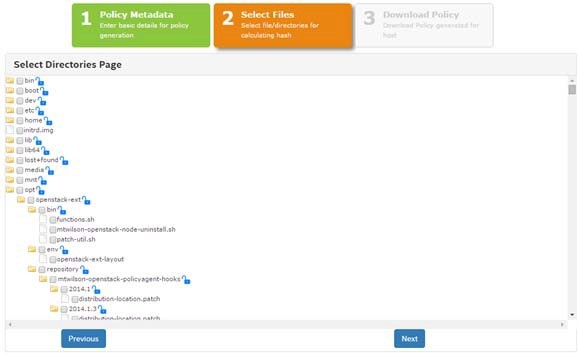 1 Policy Metadata
Enter basic details for policy
generation
2 Select Files
Select file/directories for
calculating hash
3 Download Policy
Download Policy generated for
host
Select Directories Page
bin
boot
dev
etc
home
initrd.img
lib
lib64
lost+found
media
mnt
opt
openstack-ext
bin
functions.sh
mtwilson-openstack-node-uninstall.sh
patch-util.sh
env
openstack-ext-layout
repository
mtwilson-openstack-policyagent-hooks
2014.1
distribution-location.patch
2014.1.3
distribution-location.patch
Previous
Next